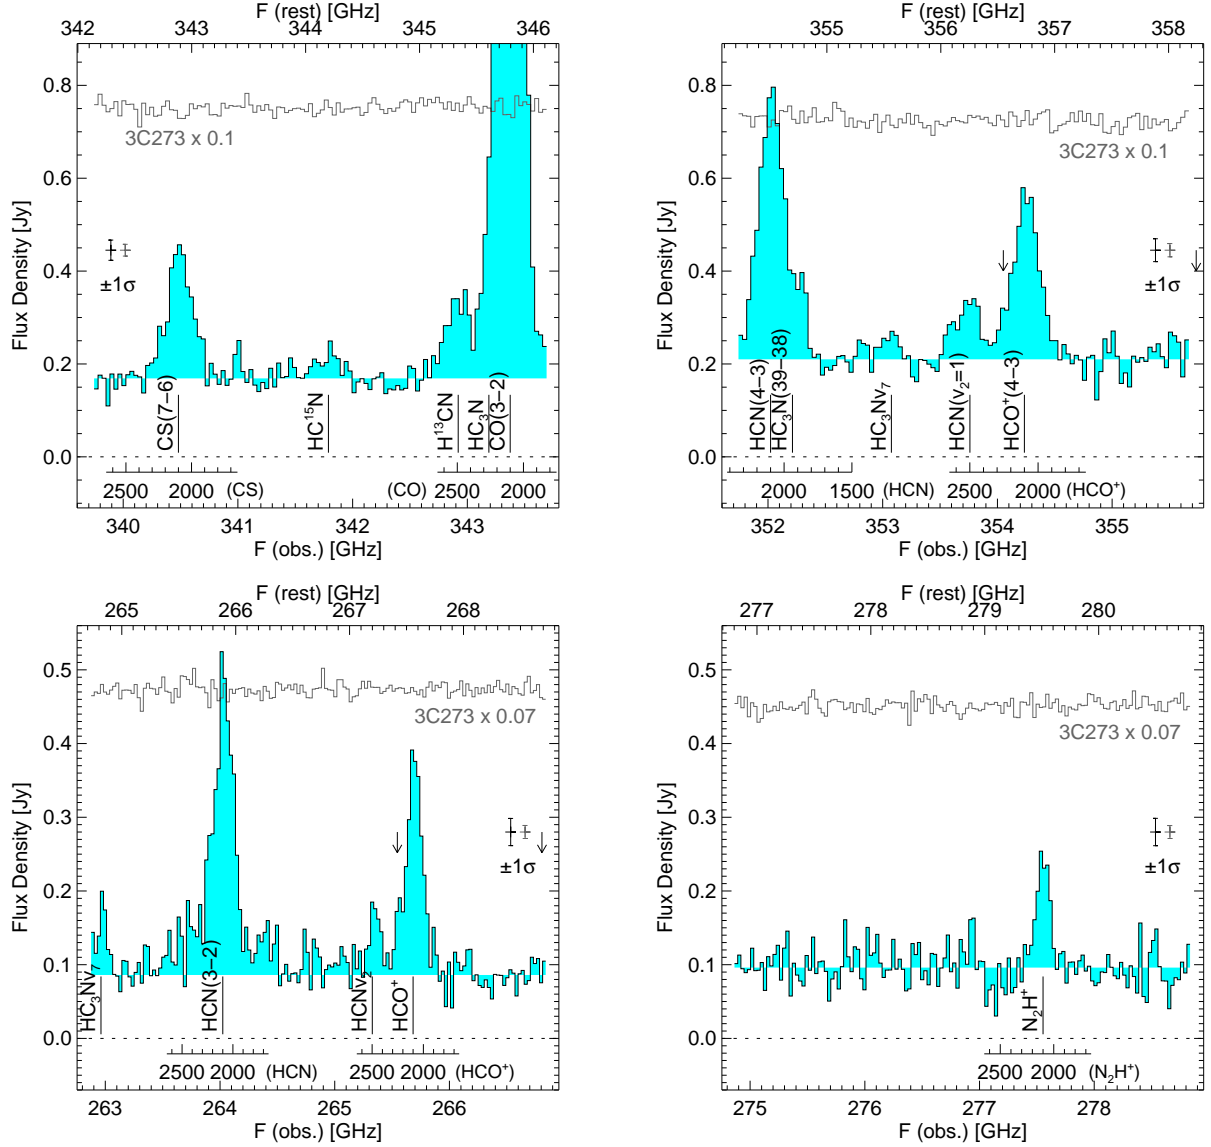 F (rest) [GHz]
342 343 344 345 346
0.8
0.6
0.4
0.2
0.0
Flux Density [Jy]
3C273 x 0.1
±1σ
CS(7−6)
HC¹⁵N
H¹³CN
HC₃N
CO(3−2)
2500 2000 (CS)
(CO) 2500 2000
340 341 342 343
F (obs.) [GHz]
F (rest) [GHz]
355 356 357 358
0.8
0.6
0.4
0.2
0.0
Flux Density [Jy]
3C273 x 0.1
±1σ
HCN(4−3)
HC₃N(39−38)
HC₃Nv₇
HCN(v₂=1)
HCO⁺(4−3)
2000 1500 (HCN)
2500 2000 (HCO⁺)
352 353 354 355
F (obs.) [GHz]
F (rest) [GHz]
265 266 267 268
0.5
0.4
0.3
0.2
0.1
0.0
Flux Density [Jy]
3C273 x 0.07
±1σ
HC₃Nv₇
HCN(3−2)
HCNv₂
HCO⁺
2500 2000 (HCN)
2500 2000 (HCO⁺)
263 264 265 266
F (obs.) [GHz]
F (rest) [GHz]
277 278 279 280
0.5
0.4
0.3
0.2
0.1
0.0
Flux Density [Jy]
3C273 x 0.07
±1σ
N₂H⁺
2500 2000 (N₂H⁺)
275 276 277 278
F (obs.) [GHz]